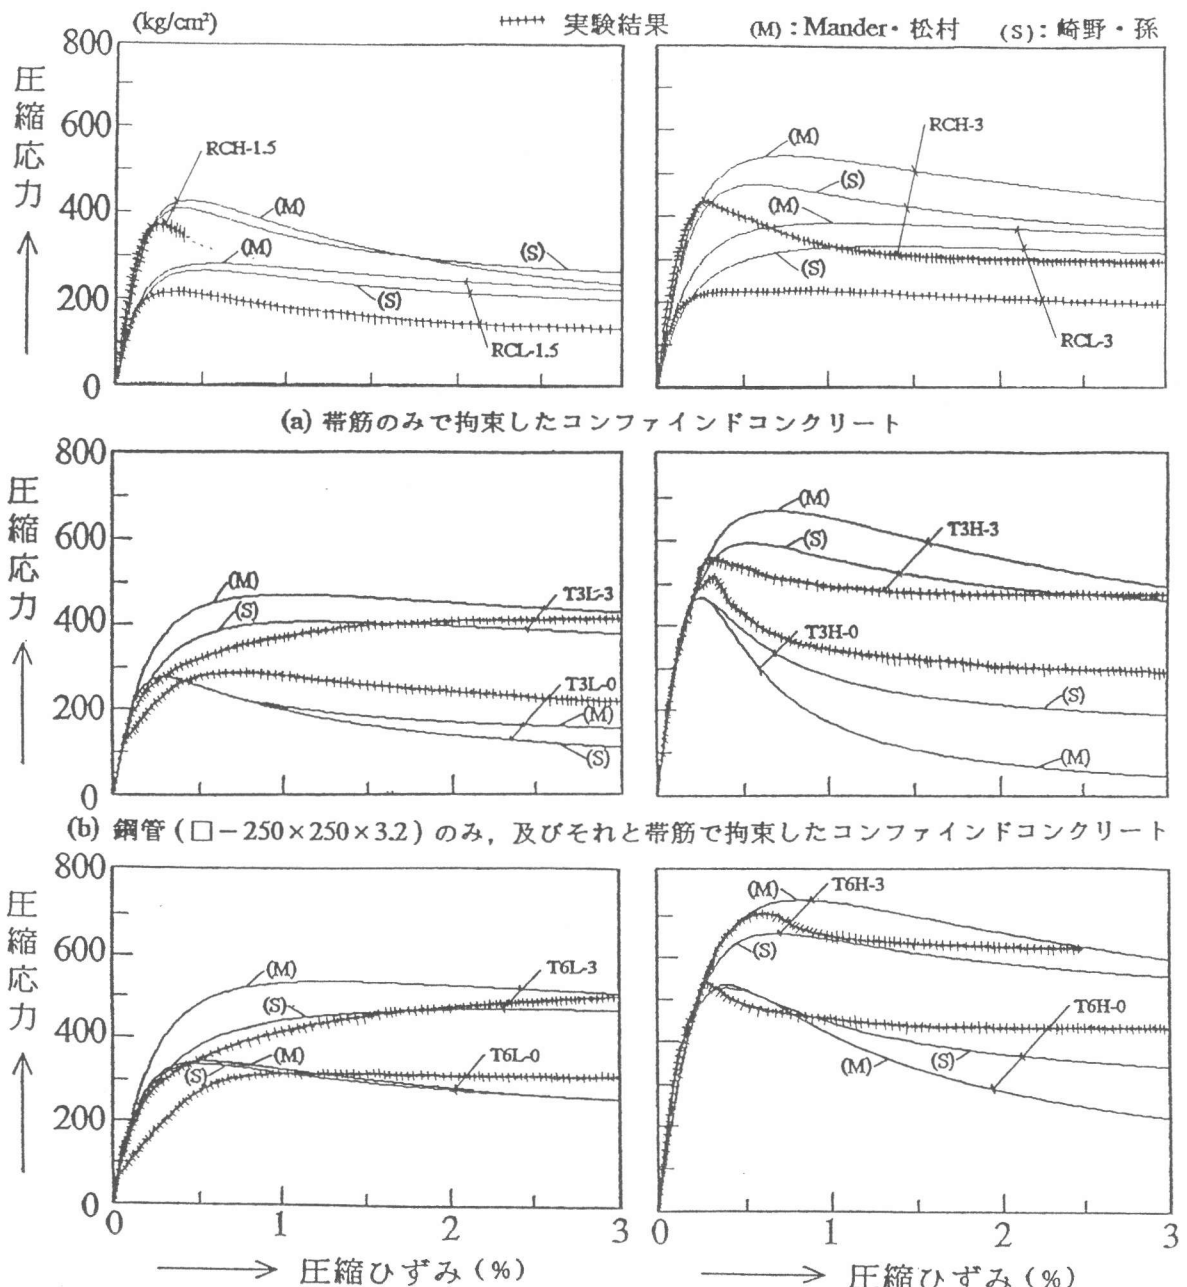 (kg/cm²) 実験結果 (M)：Mander・松村 (S)：崎野・孫
800
600
400
200
0
圧縮応力
RCH-1.5
(M)
(M)
(S)
(S)
RCL-1.5
RCH-3
(M)
(S)
(M)
(S)
RCL-3
(a) 帯筋のみで拘束したコンファインドコンクリート
800
600
400
200
0
圧縮応力
(M)
(S)
T3L-3
T3L-0
(M)
(S)
(M)
(S)
T3H-3
T3H-0
(S)
(M)
(b) 鋼管 (□－250×250×3.2) のみ，及びそれと帯筋で拘束したコンファインドコンクリート
800
600
400
200
0
圧縮応力
(M)
(S)
T6L-3
(M)
(S)
T6L-0
0 1 2 3
圧縮ひずみ (%)
(M)
T6H-3
(S)
T6H-0
(S)
(M)
0 1 2 3
圧縮ひずみ (%)